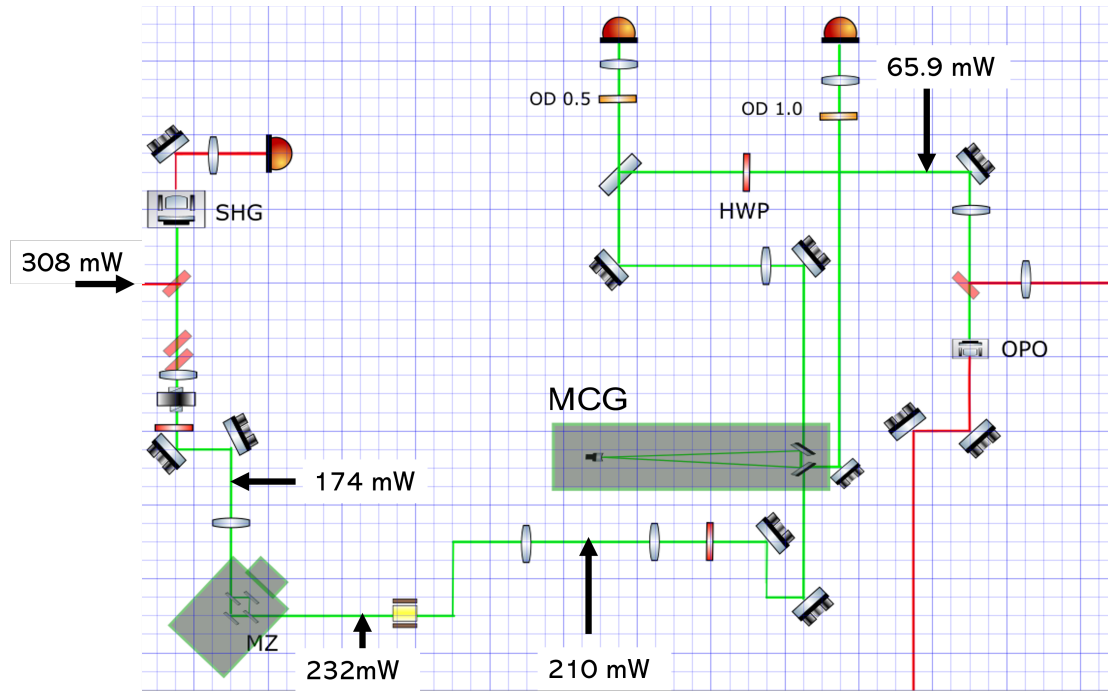 65.9 mW
OD 0.5
OD 1.0
SHG
HWP
308 mW
OPO
MCG
174 mW
MZ
232mW
210 mW